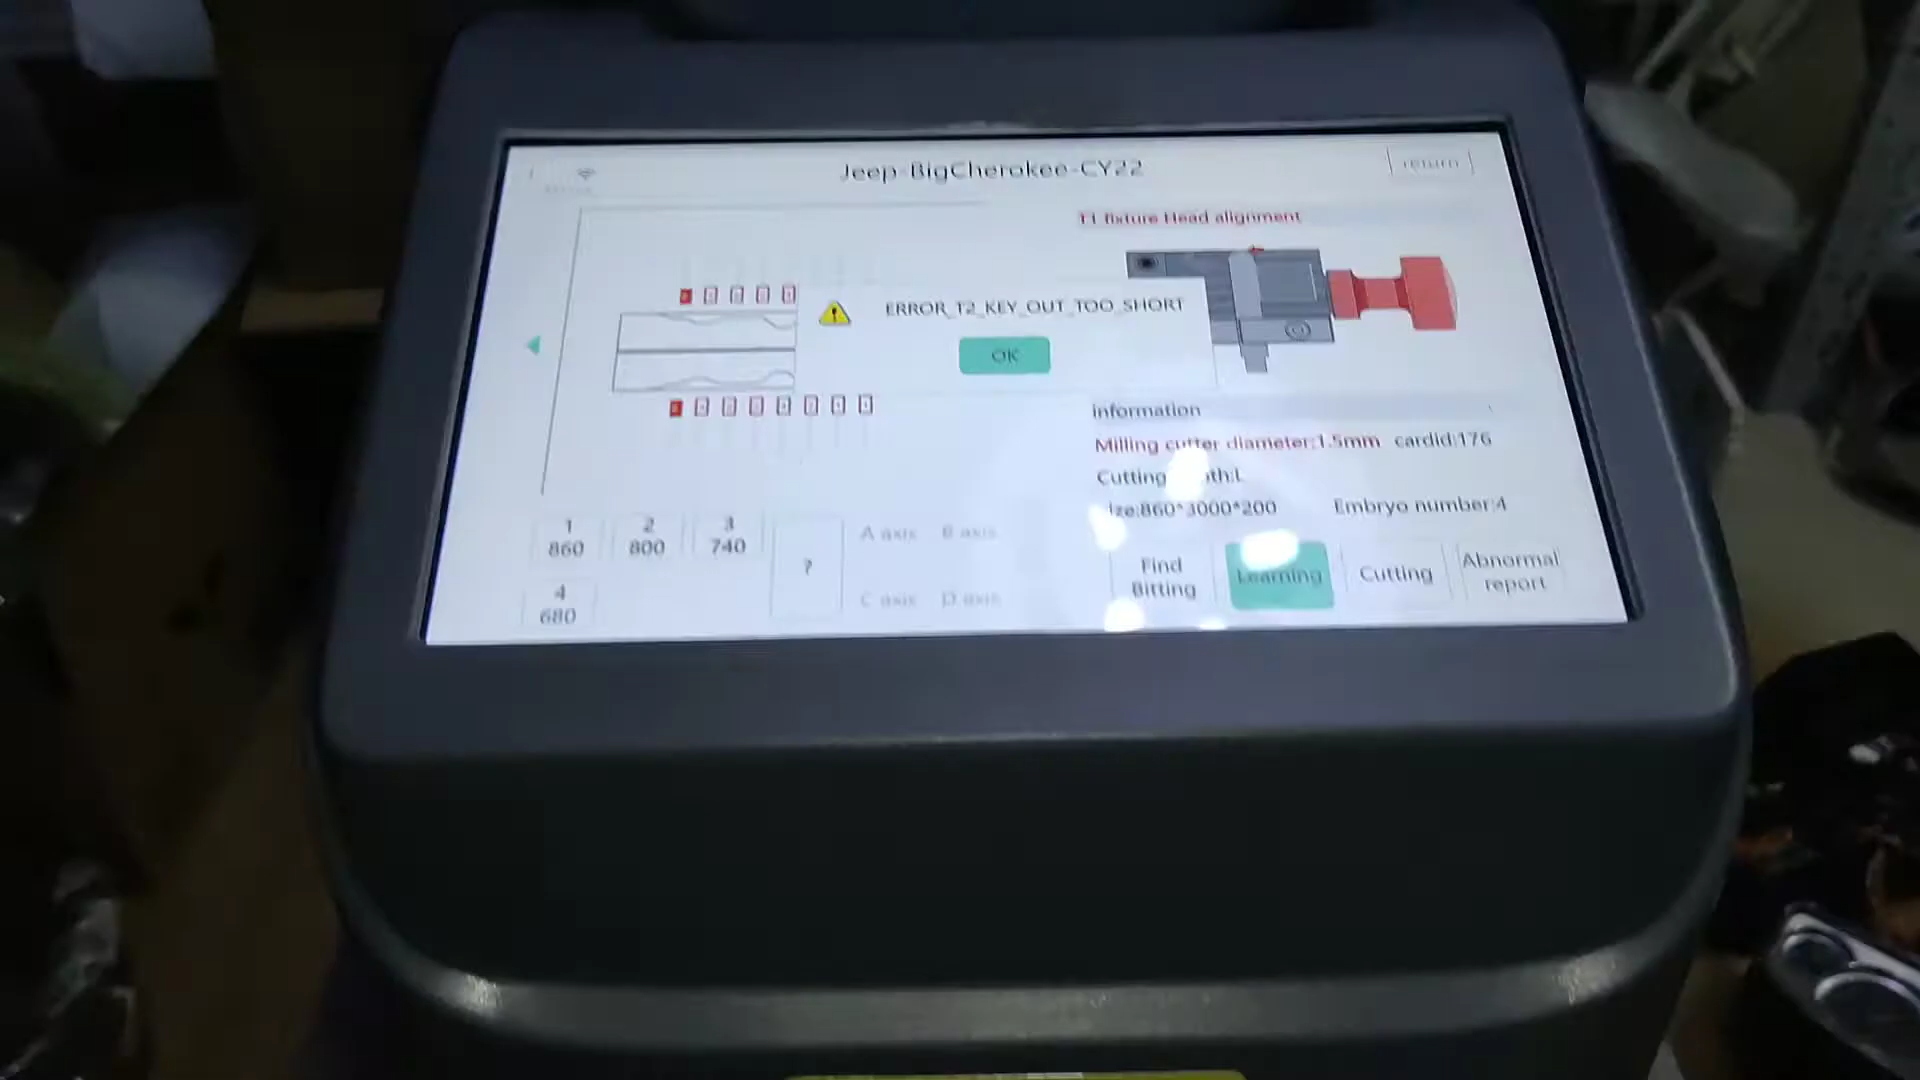 Jeep-BigCherokee-CY22
return
T1 fixture Head alignment
ERROR_T2_KEY_OUT_TOO_SHORT
OK
information
Milling cutter diameter:1.5mm cardid:176
Cutting
th:L
ize:860*3000*200 Embryo number:4
1
860
2
800
3
740
?
A axis B axis
4
680
C axis D axis
Find
Bitting
Learning
Cutting
Abnormal
report